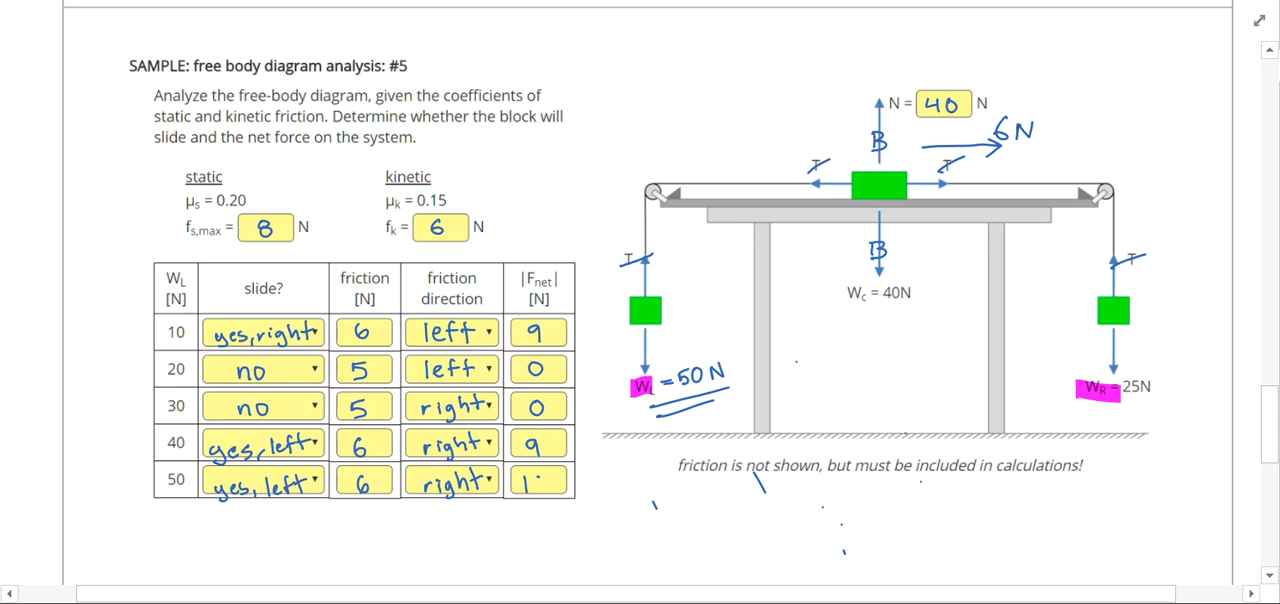 SAMPLE: free body diagram analysis: #5
Analyze the free-body diagram, given the coefficients of
static and kinetic friction. Determine whether the block will
slide and the net force on the system.
static kinetic
μs = 0.20 μk = 0.15
fs,max = 8 N fk = 6 N
WL [N] slide? friction [N] friction direction |Fnet| [N]
10 yes, right 6 left 9
20 no 5 left 0
30 no 5 right 0
40 yes, left 6 right 9
50 yes, left 6 right 1
N = 40 N
6N
B
T T
T T
B
Wc = 40N
WL = 50 N
WR = 25N
friction is not shown, but must be included in calculations!